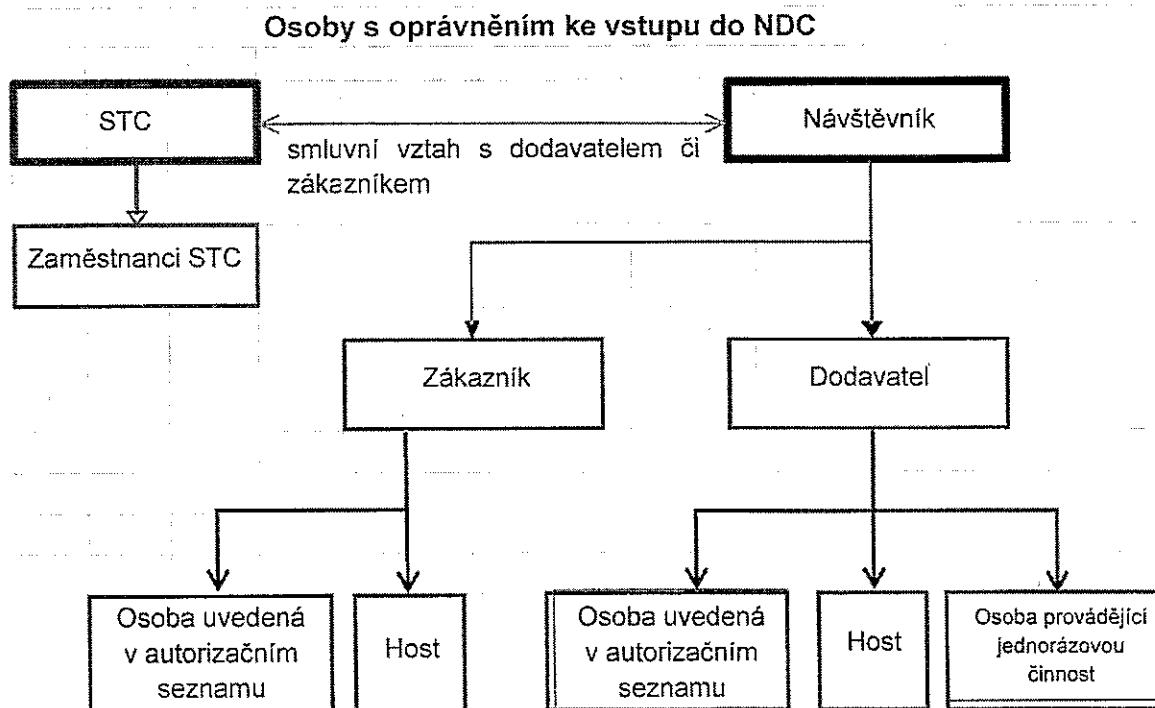 Osoby s oprávněním ke vstupu do NDC
STC
Návštěvník
smluvní vztah s dodavatelem či
zákazníkem
Zaměstnanci STC
Zákazník
Dodavatel
Osoba uvedená
v autorizačním
seznamu
Host
Osoba uvedená
v autorizačním
seznamu
Host
Osoba provádějící
jednorázovou
činnost